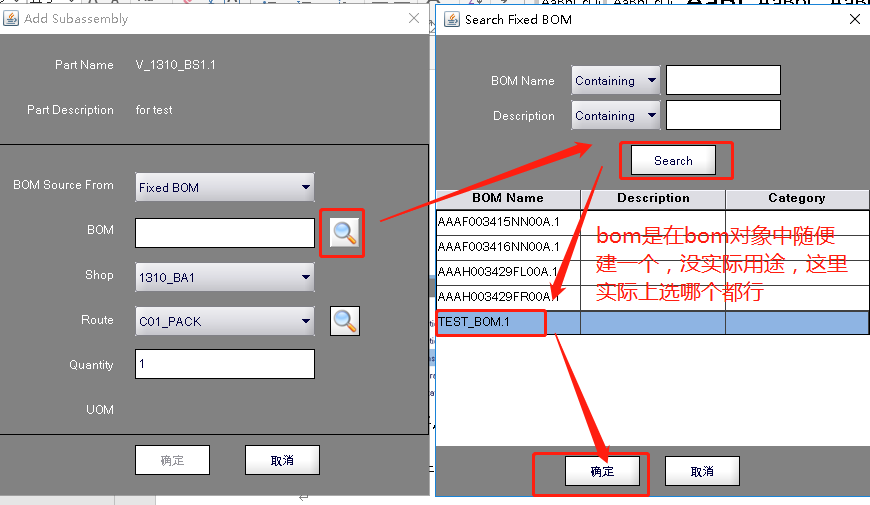 Add Subassembly
Part Name V_1310_BS1.1
Part Description for test
BOM Source From Fixed BOM
BOM
Shop 1310_BA1
Route C01_PACK
Quantity 1
UOM
确定 取消
Search Fixed BOM
BOM Name Containing
Description Containing
Search
BOM Name Description Category
AAAF003415NN00A.1
AAAF003416NN00A.1
AAAH003429FL00A.1
AAAH003429FR00A.1
TEST_BOM.1
bom是在bom对象中随便
建一个，没实际用途，这里
实际上选哪个都行
确定 取消